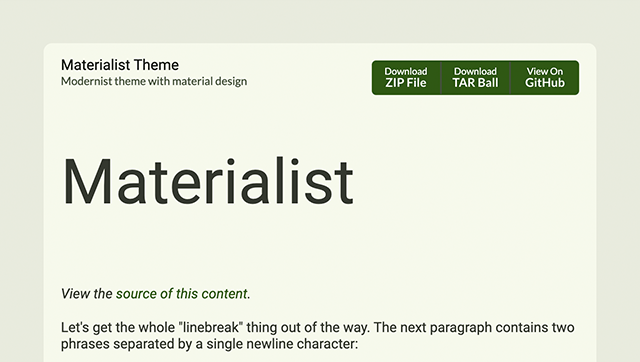 Materialist Theme
Modernist theme with material design
Download
ZIP File
Download
TAR Ball
View On
GitHub
Materialist
View the source of this content.
Let's get the whole "linebreak" thing out of the way. The next paragraph contains two
phrases separated by a single newline character: